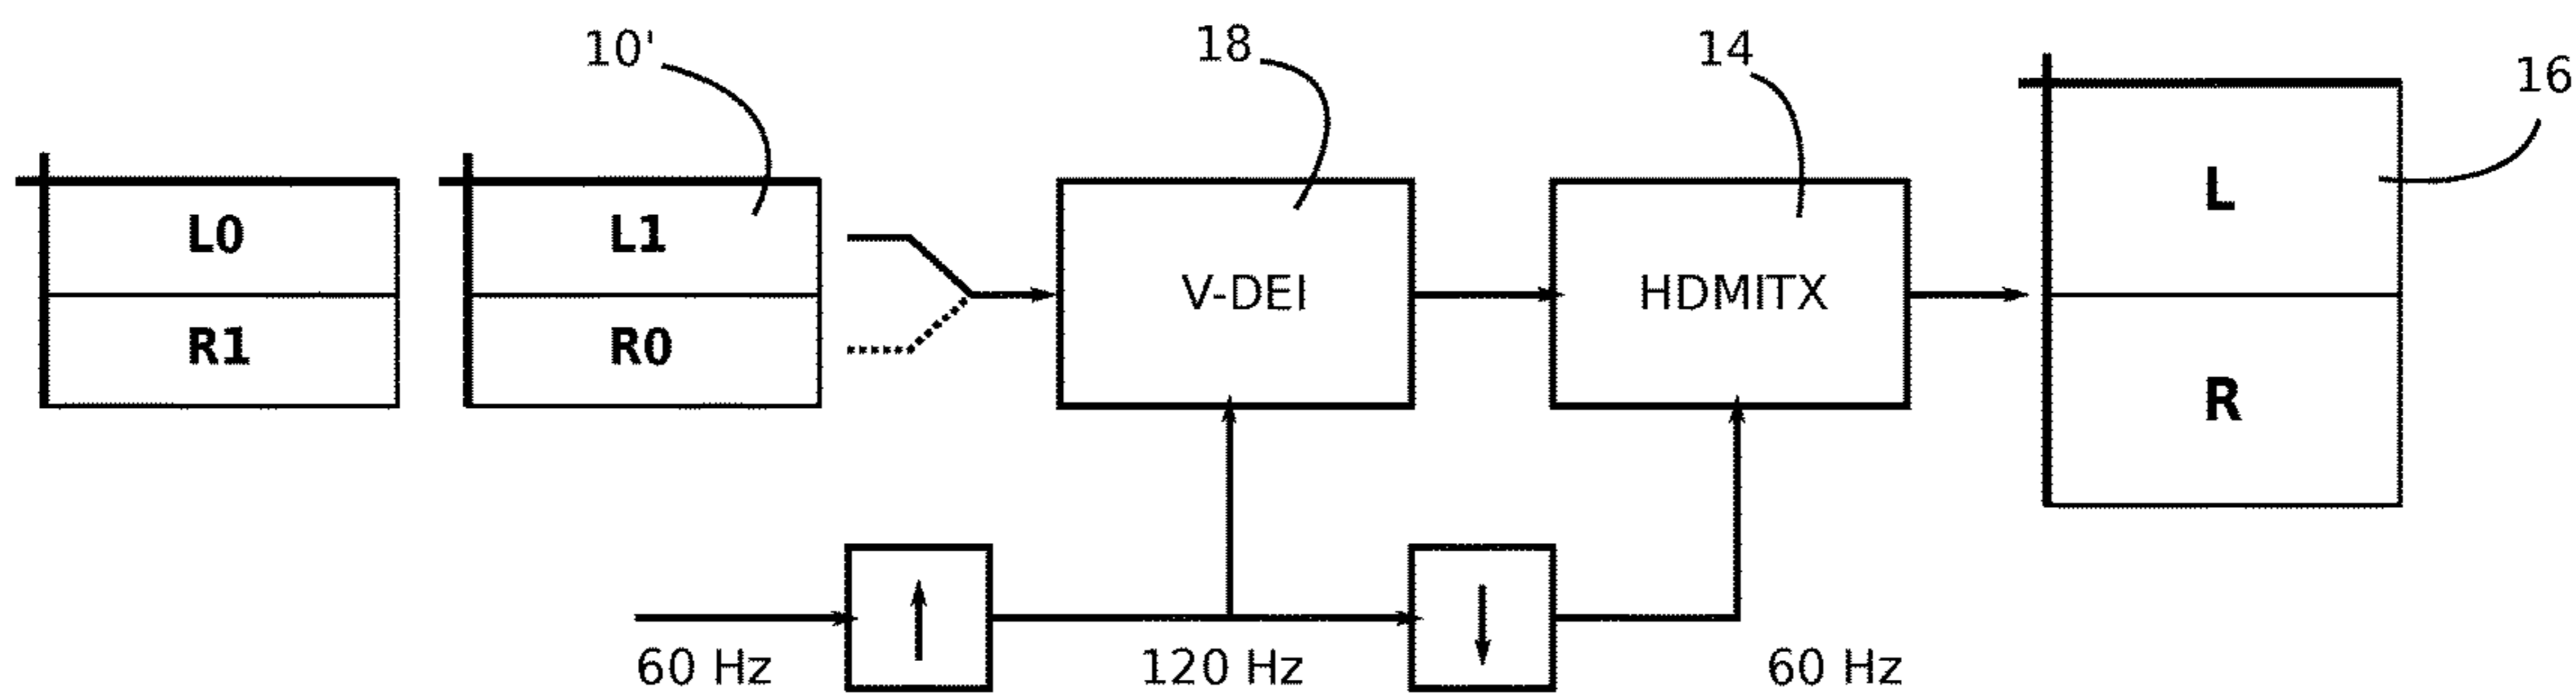 10' 18 14 16
L0 L1 V-DEI HDMITX L
R1 R0 R
60 Hz 120 Hz 60 Hz